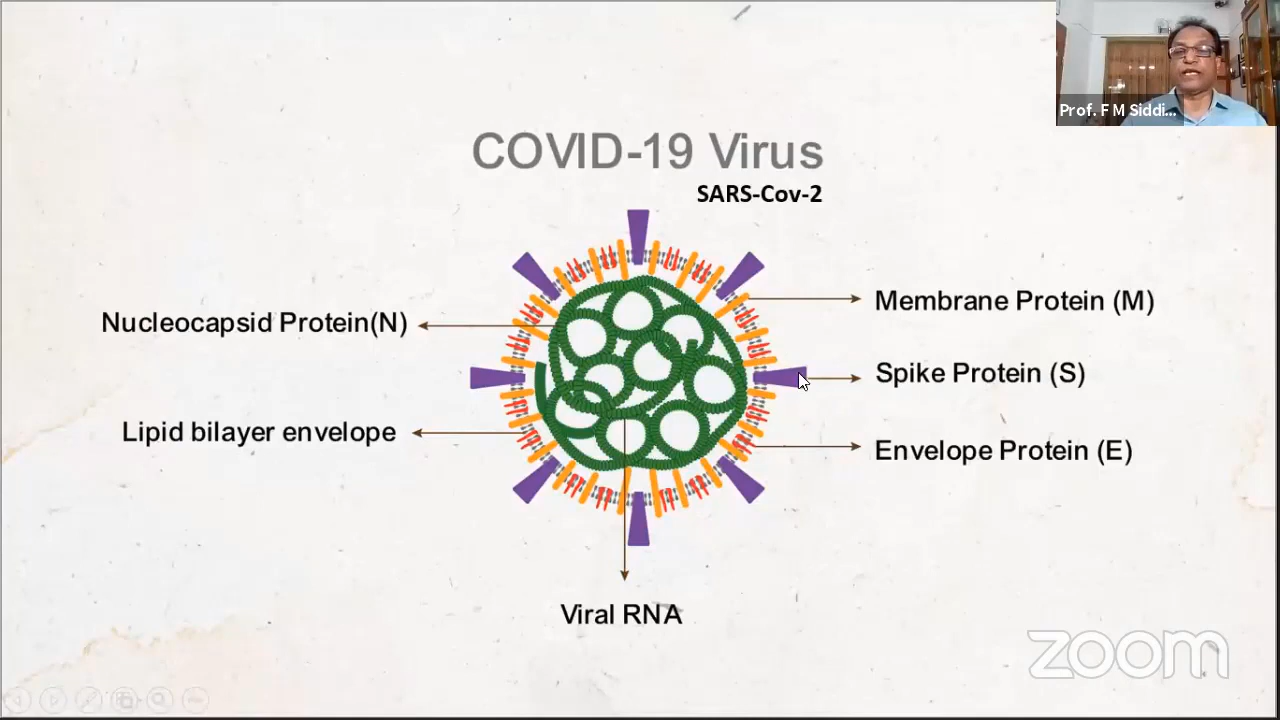 Prof. F M Siddi...
COVID-19 Virus
SARS-Cov-2
Nucleocapsid Protein(N)
Membrane Protein (M)
Spike Protein (S)
Lipid bilayer envelope
Envelope Protein (E)
Viral RNA
zoom